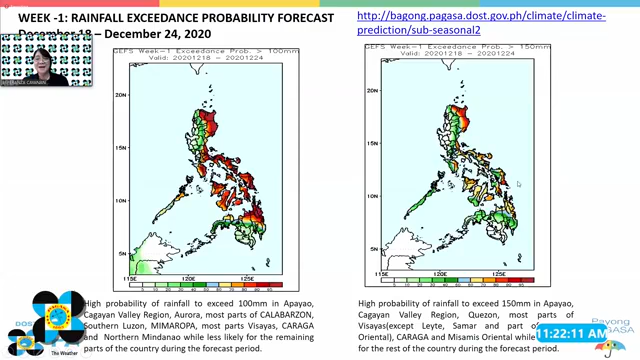 WEEK -1: RAINFALL EXCEEDANCE PROBABILITY FORECAST
December 18 – December 24, 2020
http://bagong.pagasa.dost.gov.ph/climate/climate-
prediction/sub-seasonal2
GEFS Week-1 Exceedance Prob. > 100mm
Valid: 20201218 - 20201224
20N
15N
10N
5N
115E
120E
125E
GEFS Week-1 Exceedance Prob. > 150mm
Valid: 20201218 - 20201224
20N
15N
10N
5N
115E
120E
125E
High probability of rainfall to exceed 100mm in Apayao,
Cagayan Valley Region, Aurora, most parts of CALABARZON,
Southern Luzon, MIMAROPA, most parts Visayas, CARAGA
and Northern Mindanao while less likely for the remaining
parts of the country during the forecast period.
High probability of rainfall to exceed 150mm in Apayao,
Cagayan Valley Region, Quezon, most parts of
Visayas(except Leyte, Samar and part of
Oriental), CARAGA and Misamis Oriental while
for the rest of the country during the forecast period.
DOS
PA
The Weather
Payong
PAGASA
11:22:11 AM